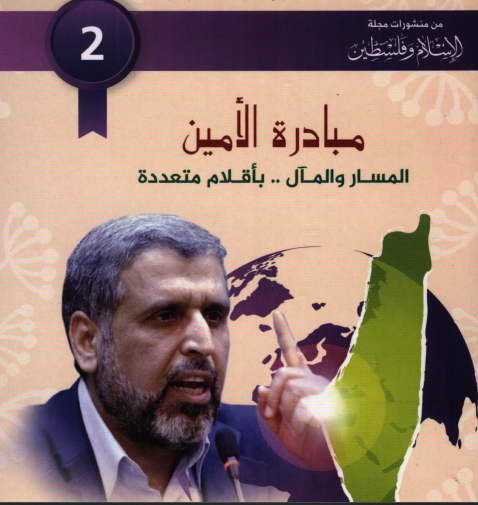 2
من منشورات مجلة
الإسلام وفلسطين
مبادرة الأمين
المسار والمآل .. بأقلام متعددة